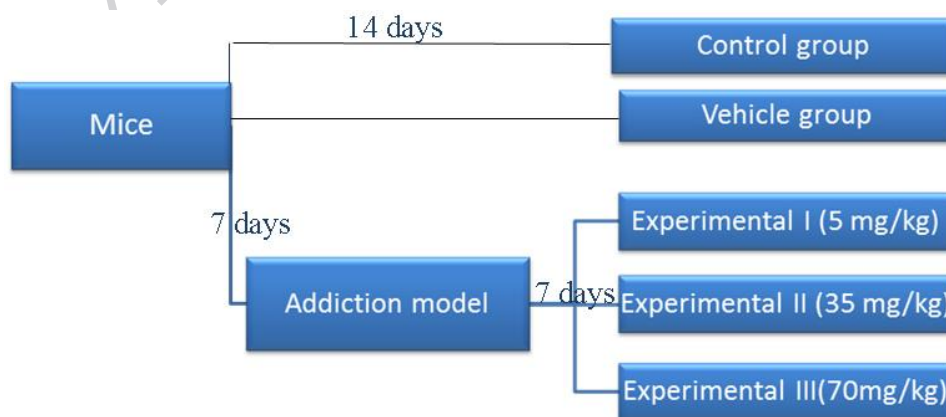 14 days
Control group
Mice
Vehicle group
7 days
Experimental I (5 mg/kg)
Addiction model
7 days
Experimental II (35 mg/kg)
Experimental III(70mg/kg)